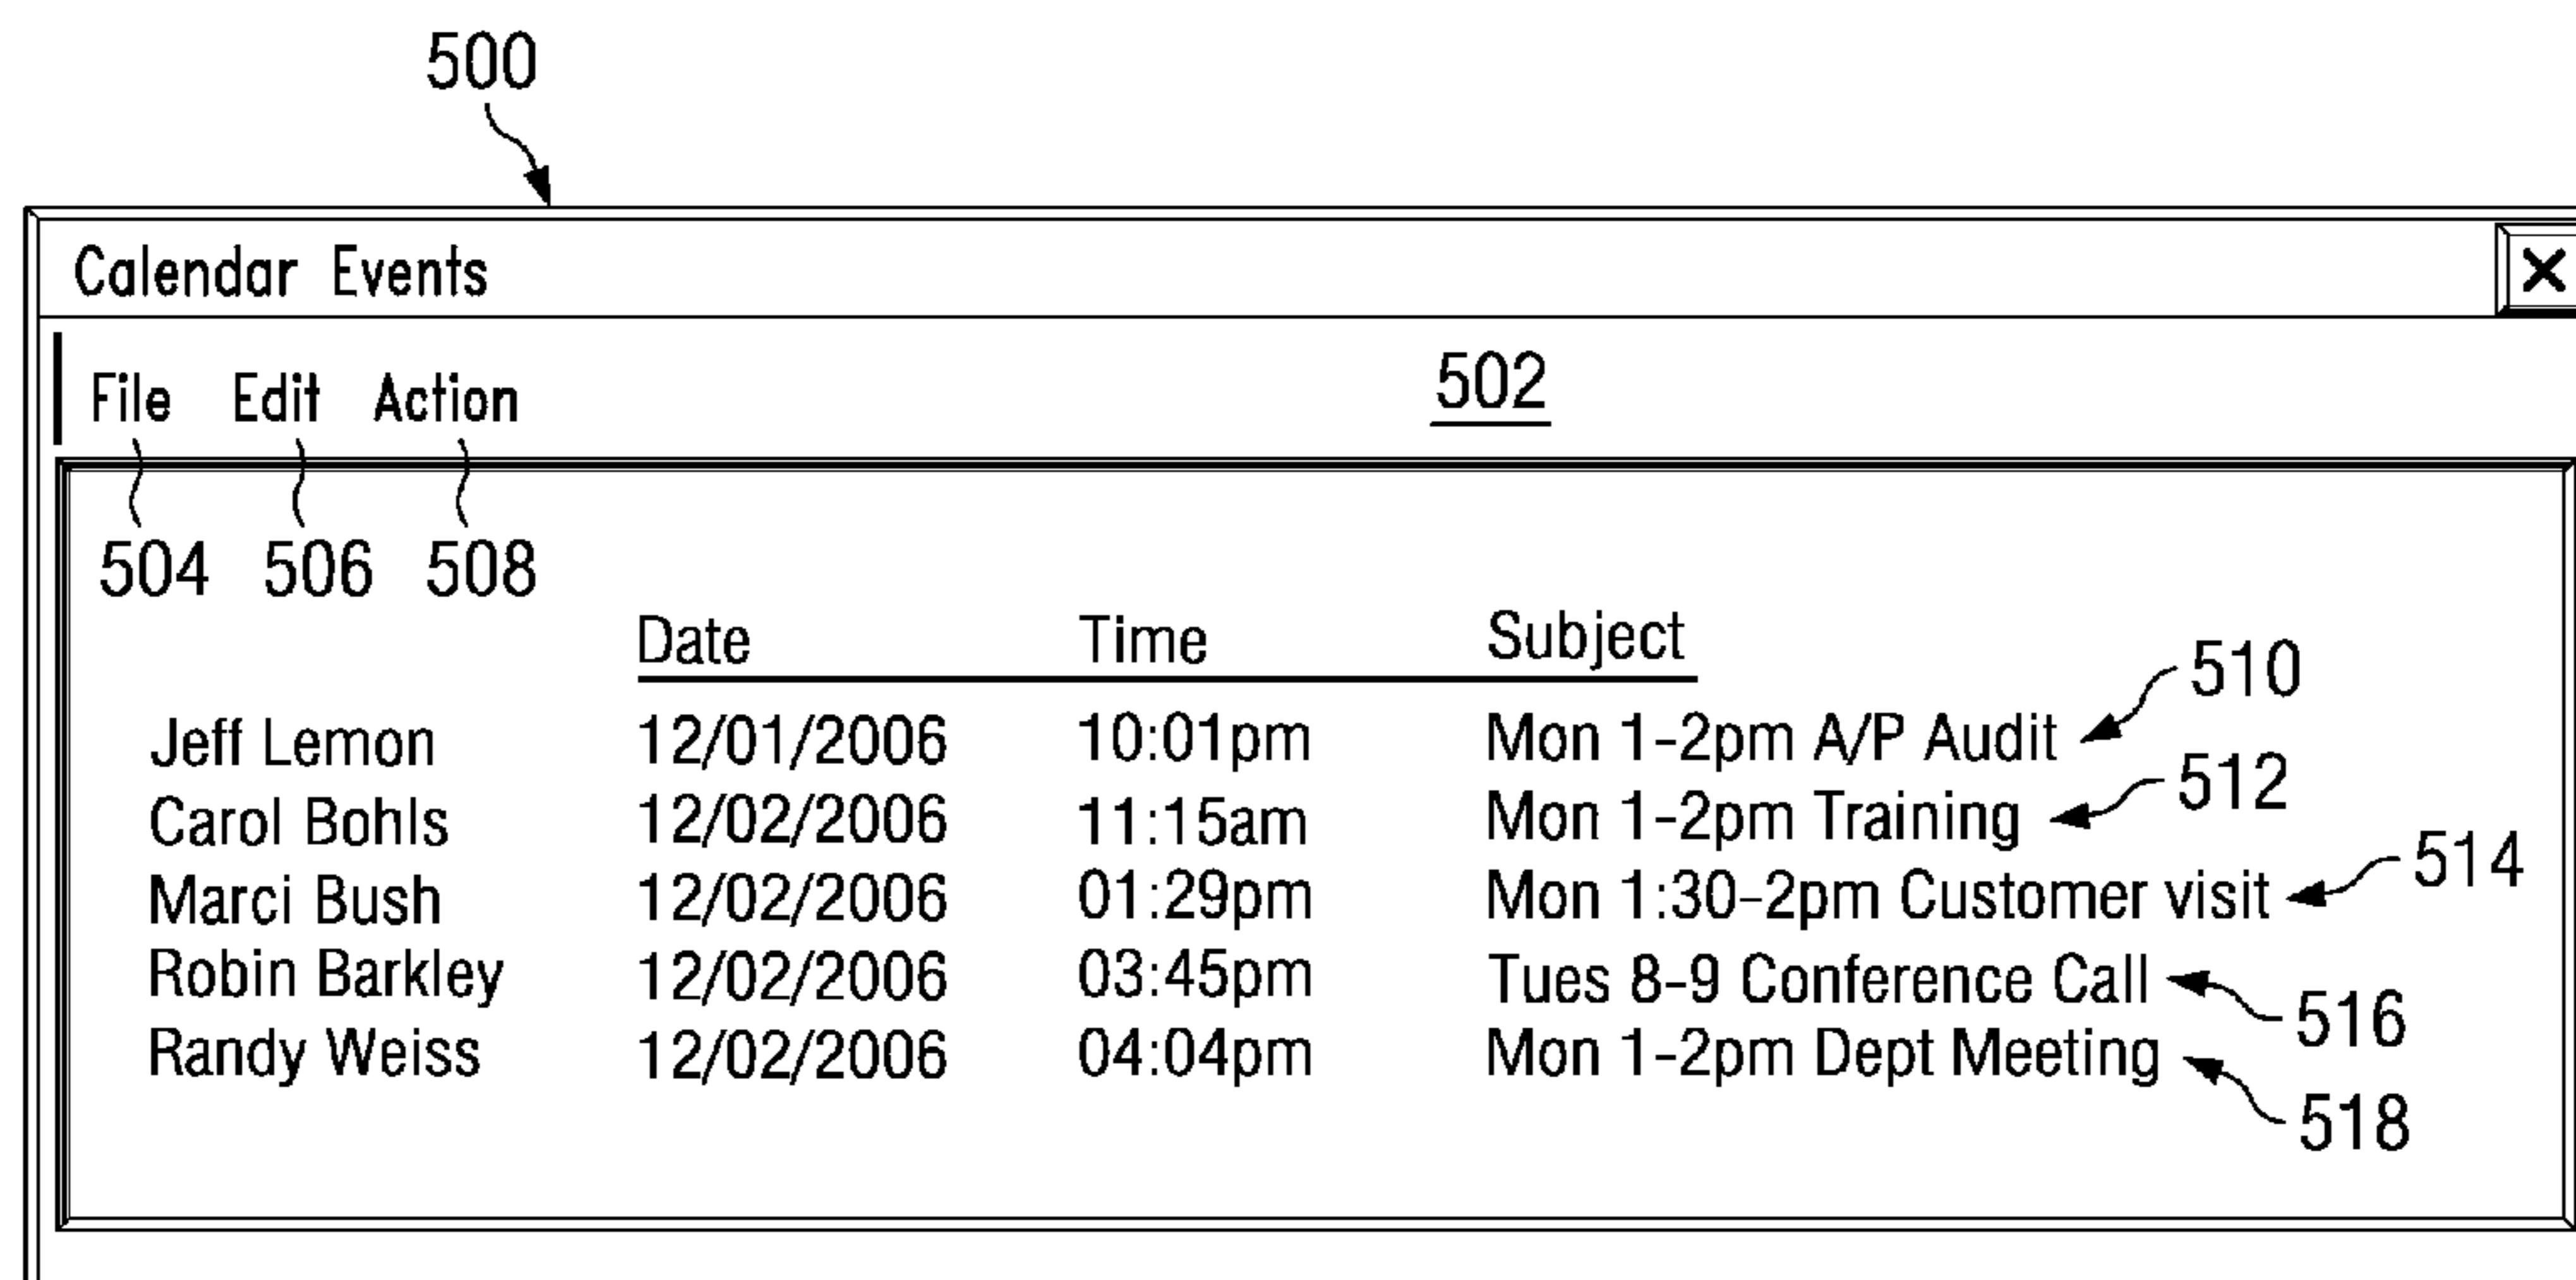 500
Calendar Events
File Edit Action 502
504 506 508
Date Time Subject
Jeff Lemon 12/01/2006 10:01pm Mon 1-2pm A/P Audit 510
Carol Bohls 12/02/2006 11:15am Mon 1-2pm Training 512
Marci Bush 12/02/2006 01:29pm Mon 1:30-2pm Customer visit 514
Robin Barkley 12/02/2006 03:45pm Tues 8-9 Conference Call 516
Randy Weiss 12/02/2006 04:04pm Mon 1-2pm Dept Meeting 518